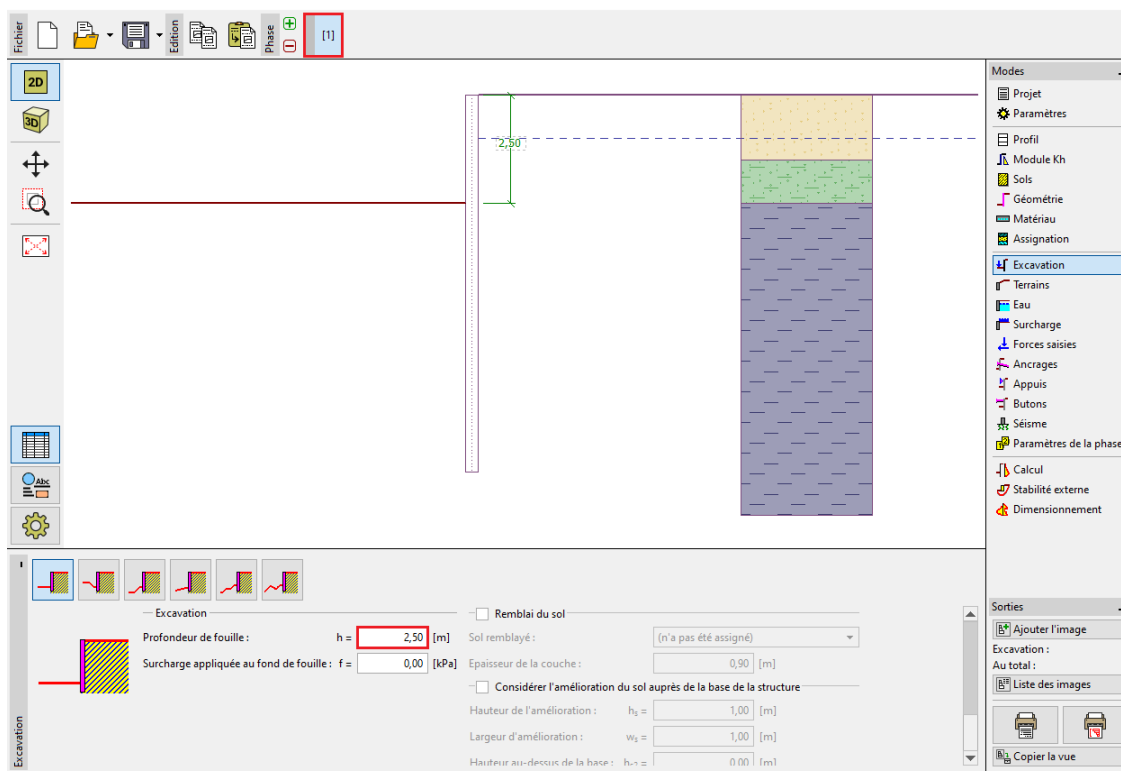 Fichier
Edition
Phase
[1]
2D
3D
2,50
Abc
Modes
Projet
Paramètres
Profil
Module Kh
Sols
Géométrie
Matériau
Assignation
Excavation
Terrains
Eau
Surcharge
Forces saisies
Ancrages
Appuis
Butons
Séisme
Paramètres de la phase
Calcul
Stabilité externe
Dimensionnement
Excavation
Excavation
Profondeur de fouille : h = 2,50 [m]
Surcharge appliquée au fond de fouille : f = 0,00 [kPa]
Remblai du sol
Sol remblayé : (n'a pas été assigné)
Epaisseur de la couche : 0,90 [m]
Considérer l'amélioration du sol auprès de la base de la structure
Hauteur de l'amélioration : hs = 1,00 [m]
Largeur d'amélioration : ws = 1,00 [m]
Hauteur au-dessus de la base : 0,00 [m]
Sorties
Ajouter l'image
Excavation :
Au total :
Liste des images
Copier la vue